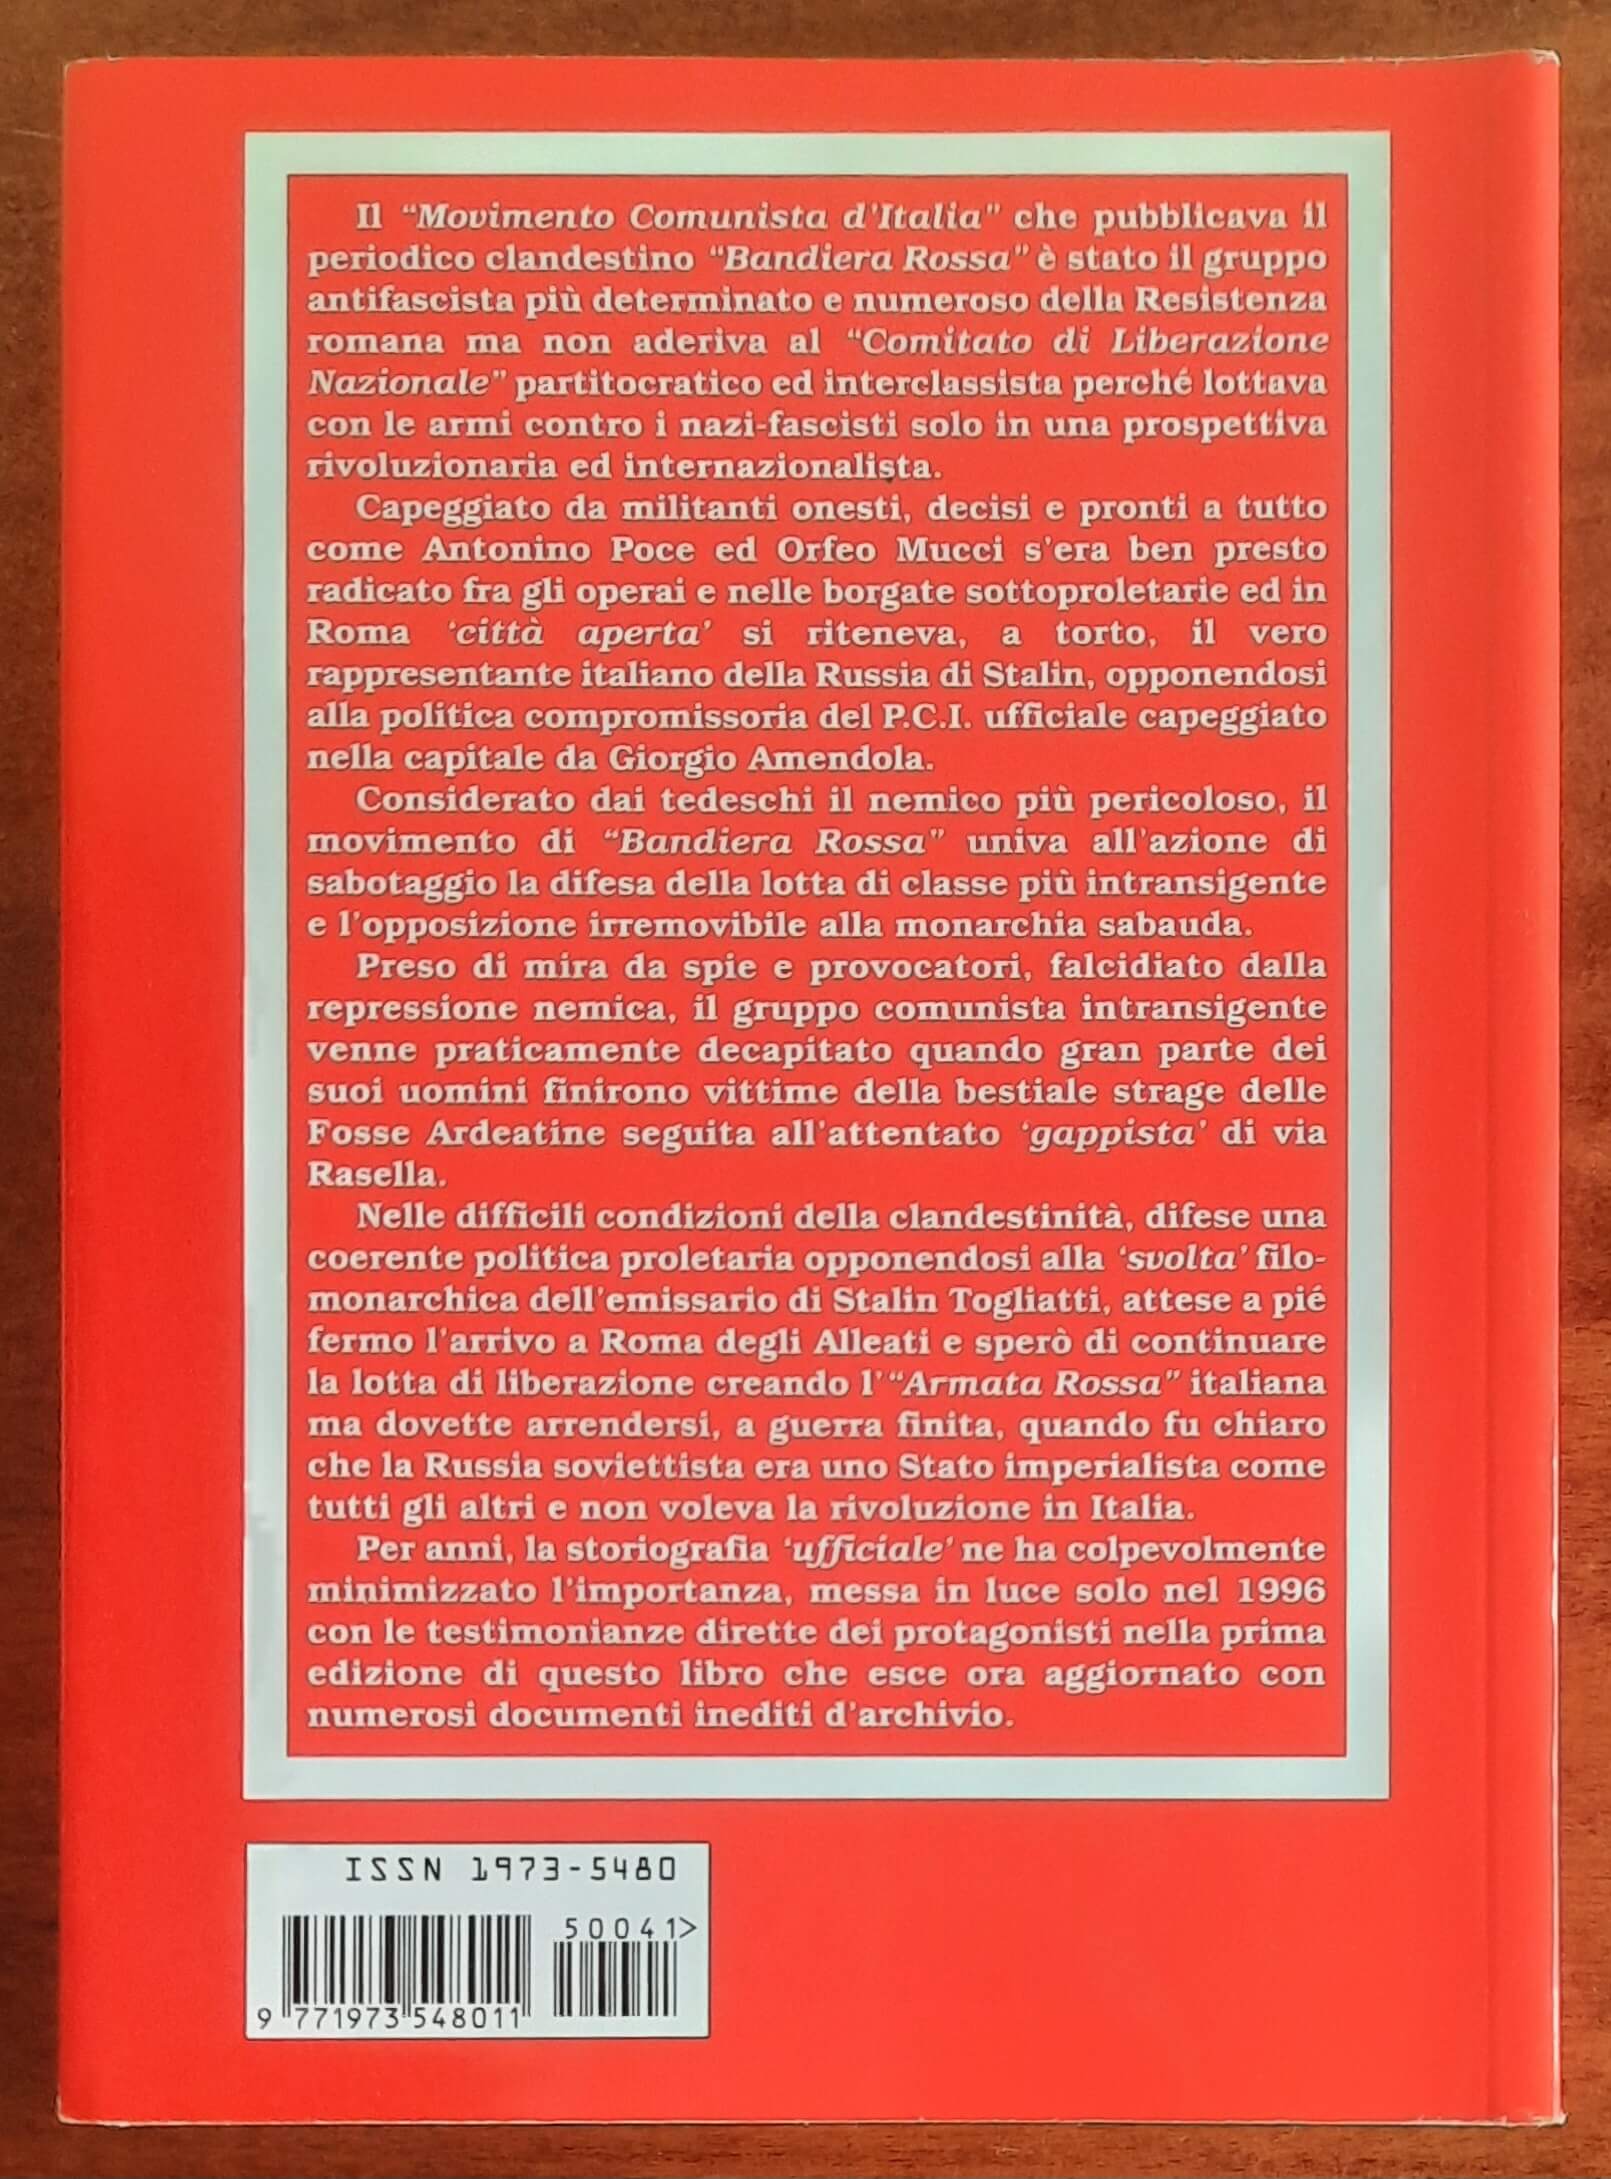 Il “Movimento Comunista d'Italia” che pubblicava il
periodico clandestino “Bandiera Rossa” è stato il gruppo
antifascista più determinato e numeroso della Resistenza
romana ma non aderiva al “Comitato di Liberazione
Nazionale” partitocratico ed interclassista perché lottava
con le armi contro i nazi-fascisti solo in una prospettiva
rivoluzionaria ed internazionalista.
Capeggiato da militanti onesti, decisi e pronti a tutto
come Antonino Poce ed Orfeo Mucci s'era ben presto
radicato fra gli operai e nelle borgate sottoproletarie ed in
Roma ‘città aperta’ si riteneva, a torto, il vero
rappresentante italiano della Russia di Stalin, opponendosi
alla politica compromissoria del P.C.I. ufficiale capeggiato
nella capitale da Giorgio Amendola.
Considerato dai tedeschi il nemico più pericoloso, il
movimento di “Bandiera Rossa” univa all'azione di
sabotaggio la difesa della lotta di classe più intransigente
e l'opposizione irremovibile alla monarchia sabauda.
Preso di mira da spie e provocatori, falcidiato dalla
repressione nemica, il gruppo comunista intransigente
venne praticamente decapitato quando gran parte dei
suoi uomini finirono vittime della bestiale strage delle
Fosse Ardeatine seguita all'attentato ‘gappista’ di via
Rasella.
Nelle difficili condizioni della clandestinità, difese una
coerente politica proletaria opponendosi alla ‘svolta’ filo-
monarchica dell'emissario di Stalin Togliatti, attese a pié
fermo l'arrivo a Roma degli Alleati e sperò di continuare
la lotta di liberazione creando l'“Armata Rossa” italiana
ma dovette arrendersi, a guerra finita, quando fu chiaro
che la Russia soviettista era uno Stato imperialista come
tutti gli altri e non voleva la rivoluzione in Italia.
Per anni, la storiografia ‘ufficiale’ ne ha colpevolmente
minimizzato l'importanza, messa in luce solo nel 1996
con le testimonianze dirette dei protagonisti nella prima
edizione di questo libro che esce ora aggiornato con
numerosi documenti inediti d'archivio.
ISSN 1973-5480
50041>
9 771973 548011